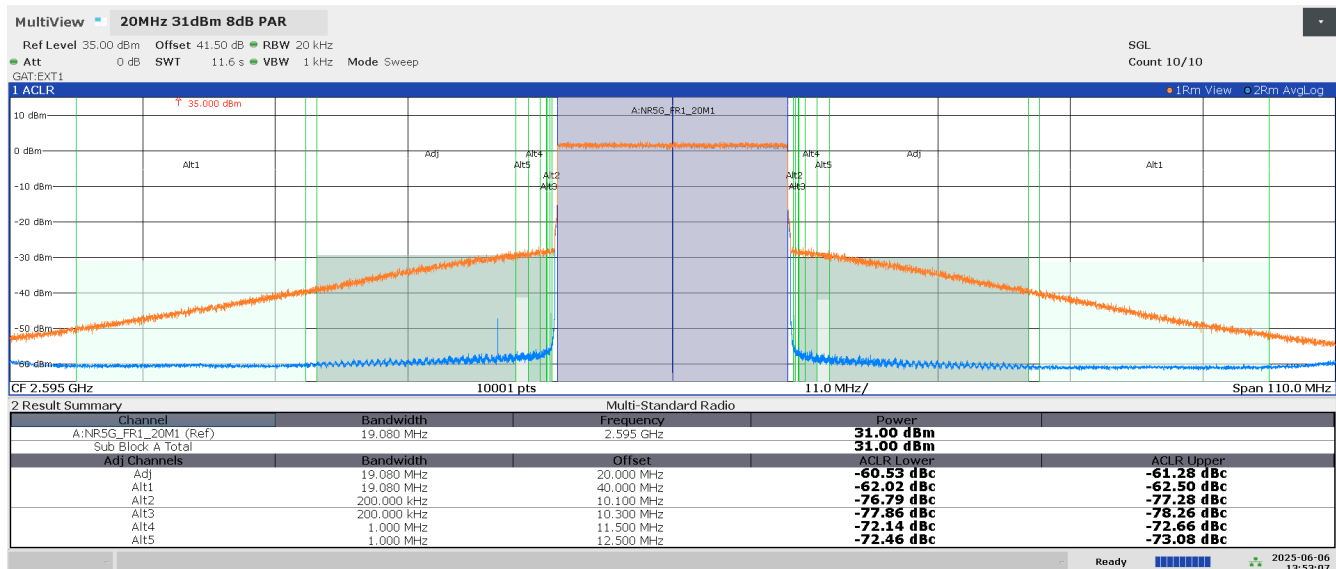 MultiView 20MHz 31dBm 8dB PAR
Ref Level 35.00 dBm Offset 41.50 dB RBW 20 kHz SGL
Att 0 dB SWT 11.6 s VBW 1 kHz Mode Sweep Count 10/10
GAT:EXT1
1 ACLR 1Rm View 2Rm AvgLog
35.000 dBm
A:NR5G_FR1_20M1
10 dBm
0 dBm
Adj Alt4 Alt4 Adj
Alt1 Alt5 Alt5 Alt1
Alt2 Alt2
-10 dBm Alt3 Alt3
-20 dBm
-30 dBm
-40 dBm
-50 dBm
-60 dBm
CF 2.595 GHz 10001 pts 11.0 MHz/ Span 110.0 MHz
2 Result Summary Multi-Standard Radio
Channel Bandwidth Frequency Power
A:NR5G_FR1_20M1 (Ref) 19.080 MHz 2.595 GHz 31.00 dBm
Sub Block A Total 31.00 dBm
Adj Channels Bandwidth Offset ACLR Lower ACLR Upper
Adj 19.080 MHz 20.000 MHz -60.53 dBc -61.28 dBc
Alt1 19.080 MHz 40.000 MHz -62.02 dBc -62.50 dBc
Alt2 200.000 kHz 10.100 MHz -76.79 dBc -77.28 dBc
Alt3 200.000 kHz 10.300 MHz -77.86 dBc -78.26 dBc
Alt4 1.000 MHz 11.500 MHz -72.14 dBc -72.66 dBc
Alt5 1.000 MHz 12.500 MHz -72.46 dBc -73.08 dBc
Ready 2025-06-06
13:53:07